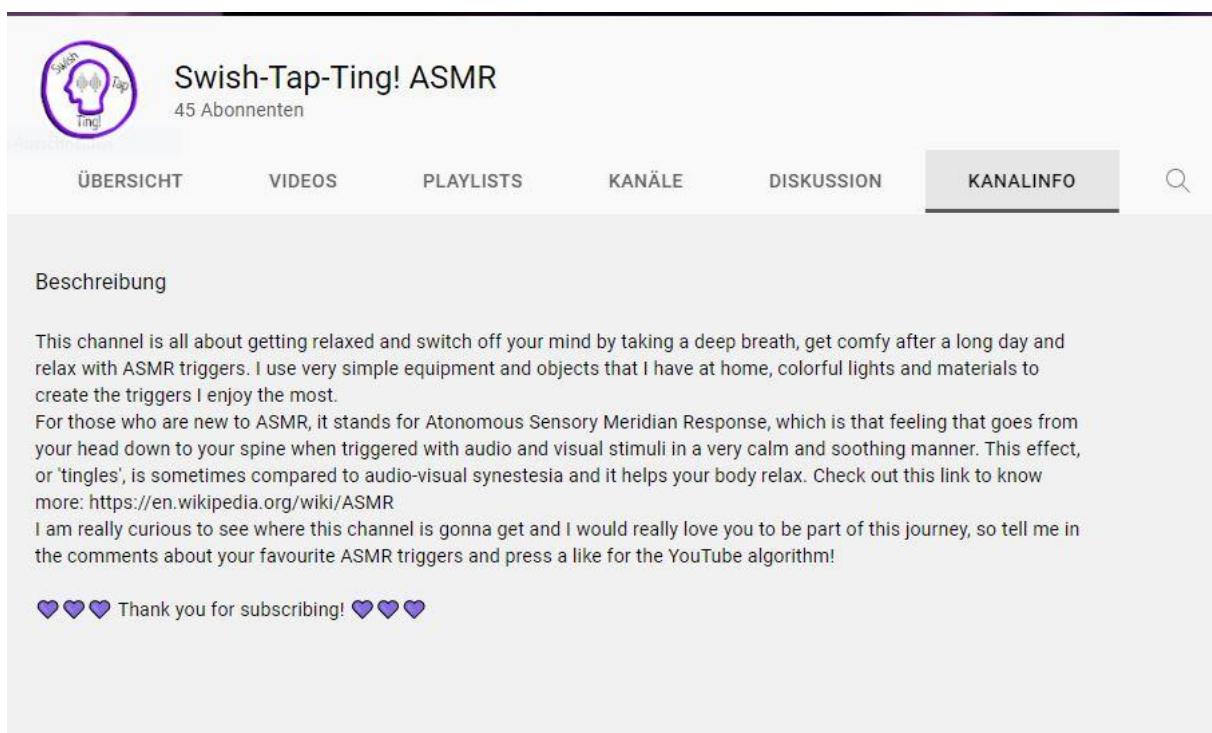 Swish
Tap
Ting!
Swish-Tap-Ting! ASMR
45 Abonnenten
ÜBERSICHT VIDEOS PLAYLISTS KANÄLE DISKUSSION KANALINFO
Beschreibung
This channel is all about getting relaxed and switch off your mind by taking a deep breath, get comfy after a long day and
relax with ASMR triggers. I use very simple equipment and objects that I have at home, colorful lights and materials to
create the triggers I enjoy the most.
For those who are new to ASMR, it stands for Atonomous Sensory Meridian Response, which is that feeling that goes from
your head down to your spine when triggered with audio and visual stimuli in a very calm and soothing manner. This effect,
or 'tingles', is sometimes compared to audio-visual synestesia and it helps your body relax. Check out this link to know
more: https://en.wikipedia.org/wiki/ASMR
I am really curious to see where this channel is gonna get and I would really love you to be part of this journey, so tell me in
the comments about your favourite ASMR triggers and press a like for the YouTube algorithm!
💜💜💜 Thank you for subscribing! 💜💜💜